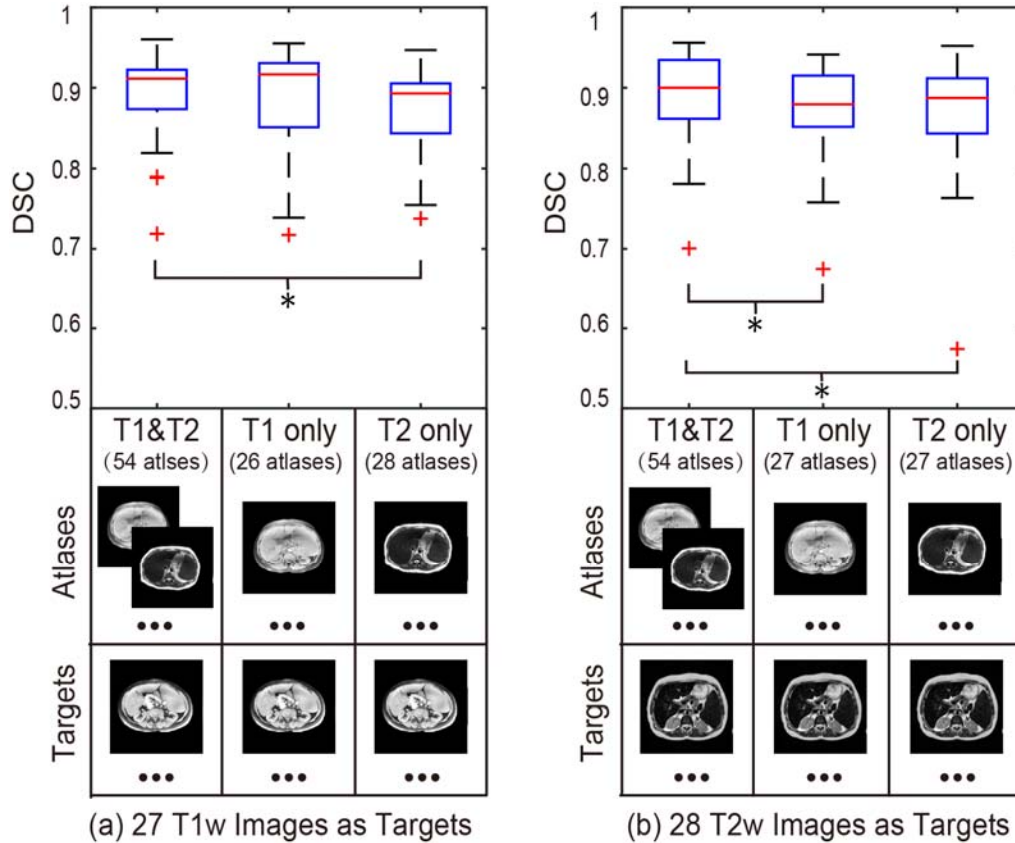 1
0.9
0.8
0.7
0.6
0.5
DSC
*
T1&T2
(54 atlses)
T1 only
(26 atlases)
T2 only
(28 atlases)
Atlases
Targets
(a) 27 T1w Images as Targets
1
0.9
0.8
0.7
0.6
0.5
DSC
*
*
T1&T2
(54 atlses)
T1 only
(27 atlases)
T2 only
(27 atlases)
Atlases
Targets
(b) 28 T2w Images as Targets